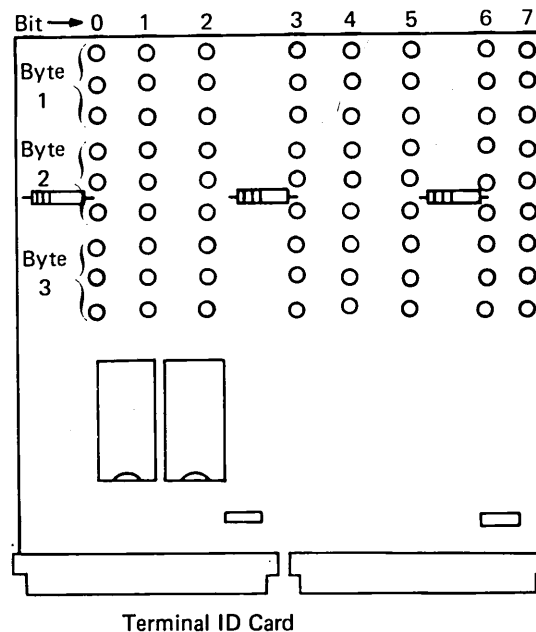 Bit → 0 1 2 3 4 5 6 7
Byte
1
Byte
2
Byte
3
Terminal ID Card